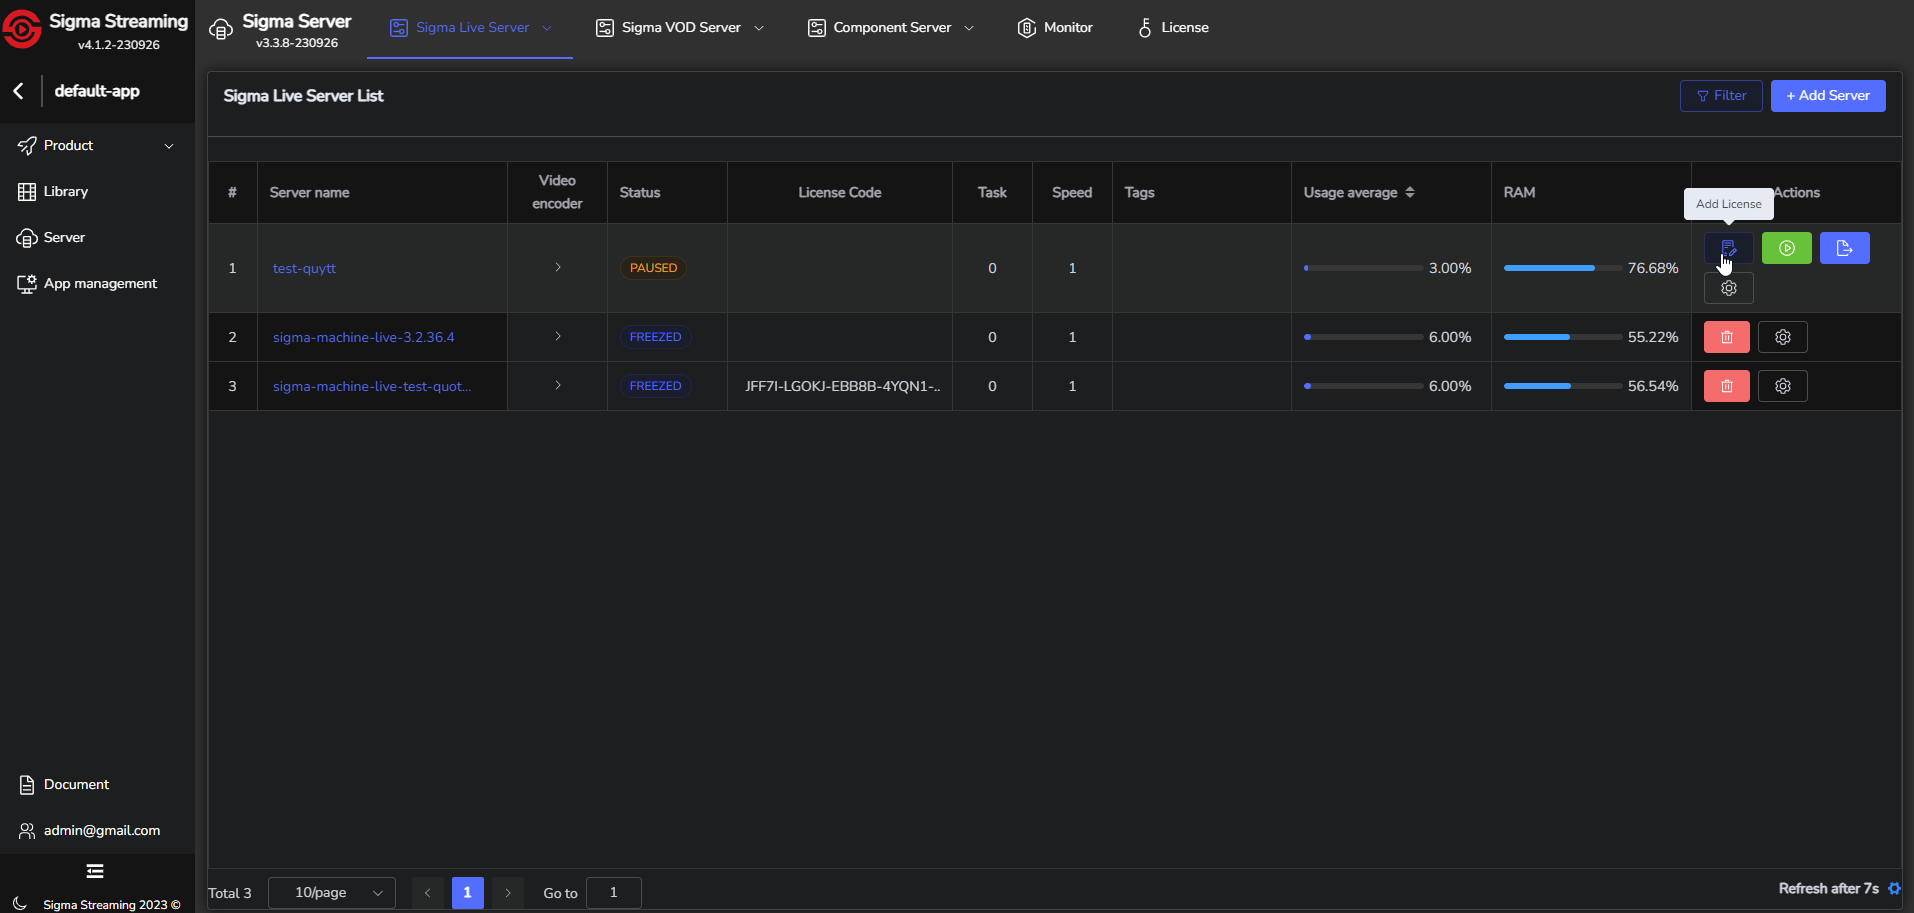 Sigma Streaming
v4.1.2-230926
Sigma Server
v3.3.8-230926
Sigma Live Server
Sigma VOD Server
Component Server
Monitor
License
default-app
Product
Library
Server
App management
Document
admin@gmail.com
Sigma Streaming 2023 ©
Sigma Live Server List
Filter
+ Add Server
# Server name Video encoder Status License Code Task Speed Tags Usage average RAM Actions
Add License
1 test-quytt PAUSED 0 1 3.00% 76.68%
2 sigma-machine-live-3.2.36.4 FREEZED 0 1 6.00% 55.22%
3 sigma-machine-live-test-quot... FREEZED JFF7I-LGOKJ-EBB8B-4YQN1-.. 0 1 6.00% 56.54%
Total 3 10/page 1 Go to 1
Refresh after 7s